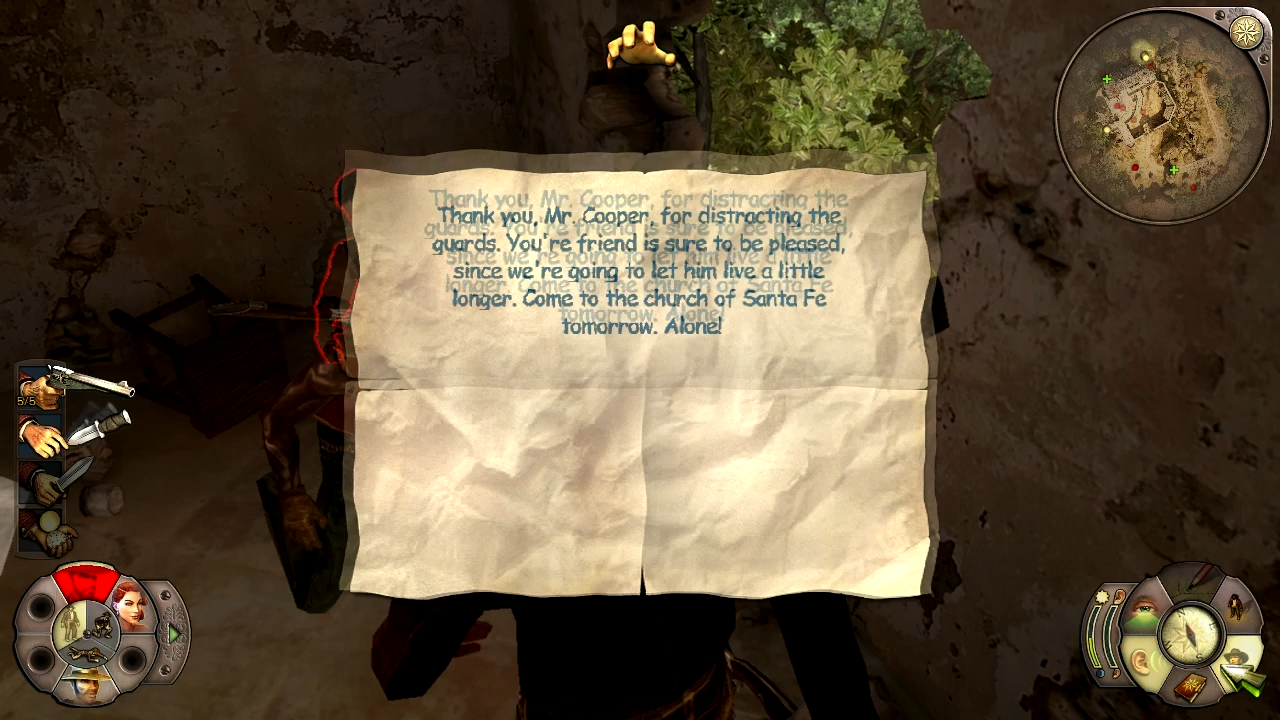 Thank you, Mr. Cooper, for distracting the
guards. You're friend is sure to be pleased,
since we're going to let him live a little
longer. Come to the church of Santa Fe
tomorrow. Alone!
5/5